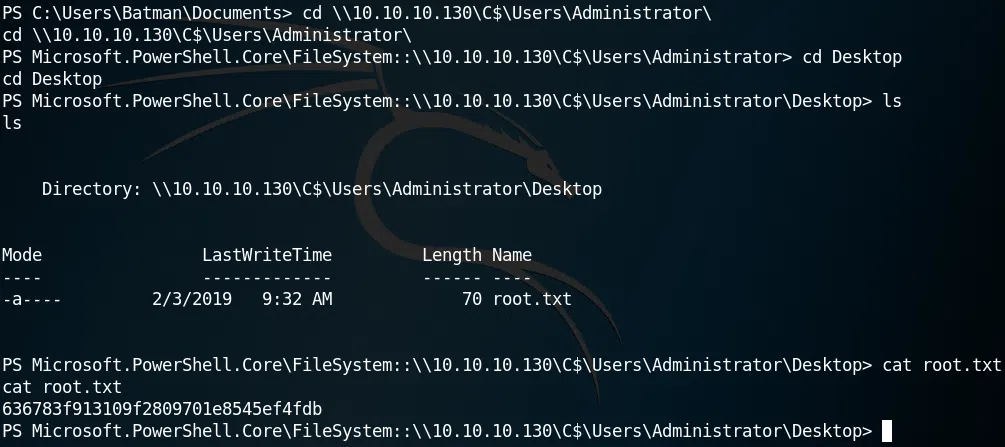 PS C:\Users\Batman\Documents> cd \\10.10.10.130\C$\Users\Administrator\
cd \\10.10.10.130\C$\Users\Administrator\
PS Microsoft.PowerShell.Core\FileSystem::\\10.10.10.130\C$\Users\Administrator> cd Desktop
cd Desktop
PS Microsoft.PowerShell.Core\FileSystem::\\10.10.10.130\C$\Users\Administrator\Desktop> ls
ls
Directory: \\10.10.10.130\C$\Users\Administrator\Desktop
Mode LastWriteTime Length Name
---- ------------- ------ ----
-a---- 2/3/2019 9:32 AM 70 root.txt
PS Microsoft.PowerShell.Core\FileSystem::\\10.10.10.130\C$\Users\Administrator\Desktop> cat root.txt
cat root.txt
636783f913109f2809701e8545ef4fdb
PS Microsoft.PowerShell.Core\FileSystem::\\10.10.10.130\C$\Users\Administrator\Desktop>